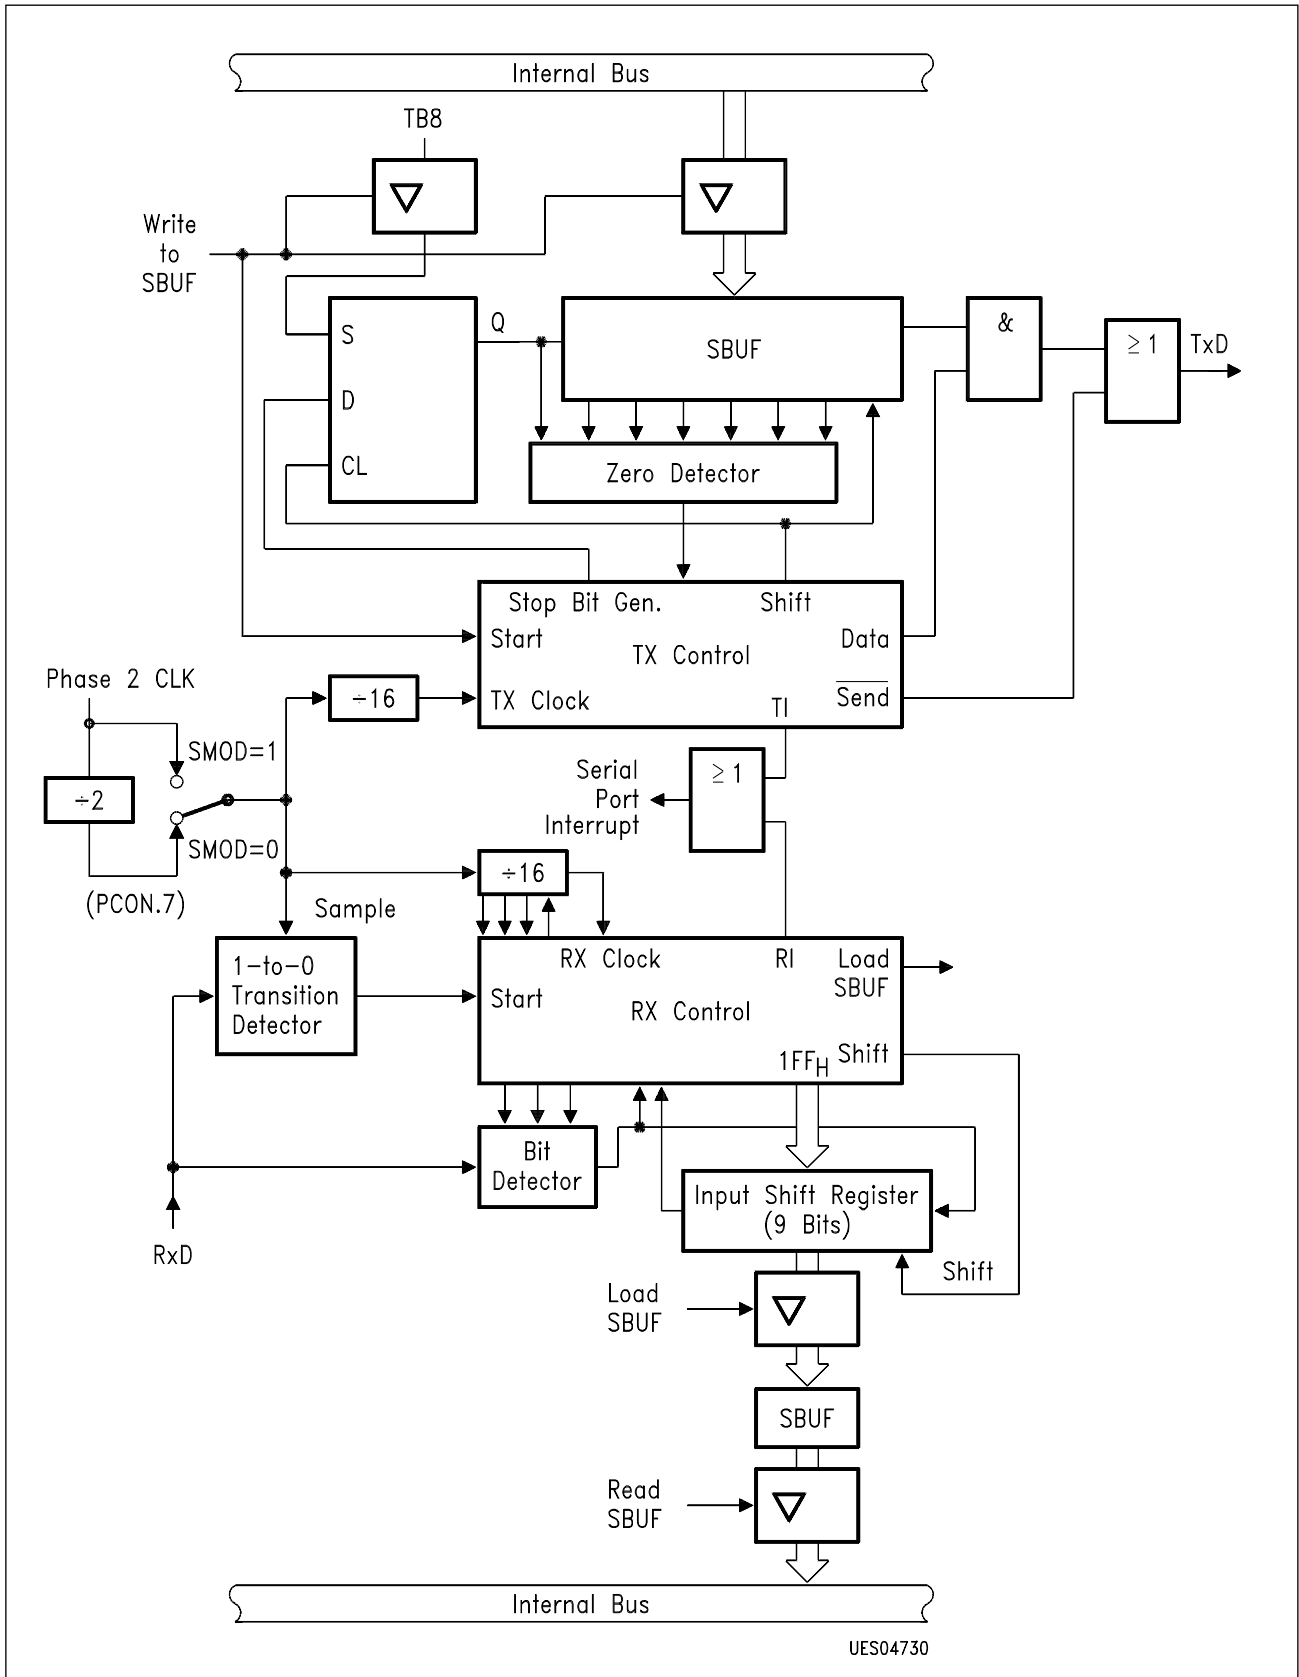 Internal Bus
TB8
Write
to
SBUF
S
D
CL
Q
SBUF
&
≥1
TxD
Zero Detector
Stop Bit Gen.
Shift
Start
TX Control
Data
TX Clock
TI
Send
Phase 2 CLK
÷16
SMOD=1
÷2
SMOD=0
(PCON.7)
Serial
Port
Interrupt
≥1
÷16
Sample
1-to-0
Transition
Detector
RX Clock
RI
Load
SBUF
Start
RX Control
1FFH
Shift
Bit
Detector
RxD
Input Shift Register
(9 Bits)
Shift
Load
SBUF
SBUF
Read
SBUF
Internal Bus
UES04730